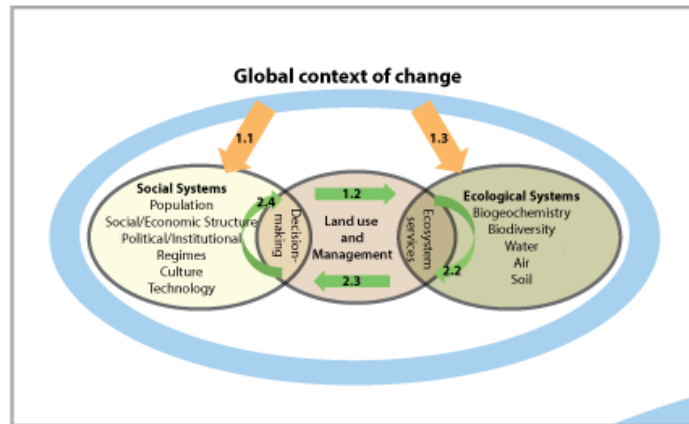 Global context of change
1.1
1.3
Social Systems
Population
Social/Economic Structure
Political/Institutional
Regimes
Culture
Technology
2.4
Decision-
making
1.2
Land use
and
Management
2.3
Ecosystem
services
2.2
Ecological Systems
Biogeochemistry
Biodiversity
Water
Air
Soil